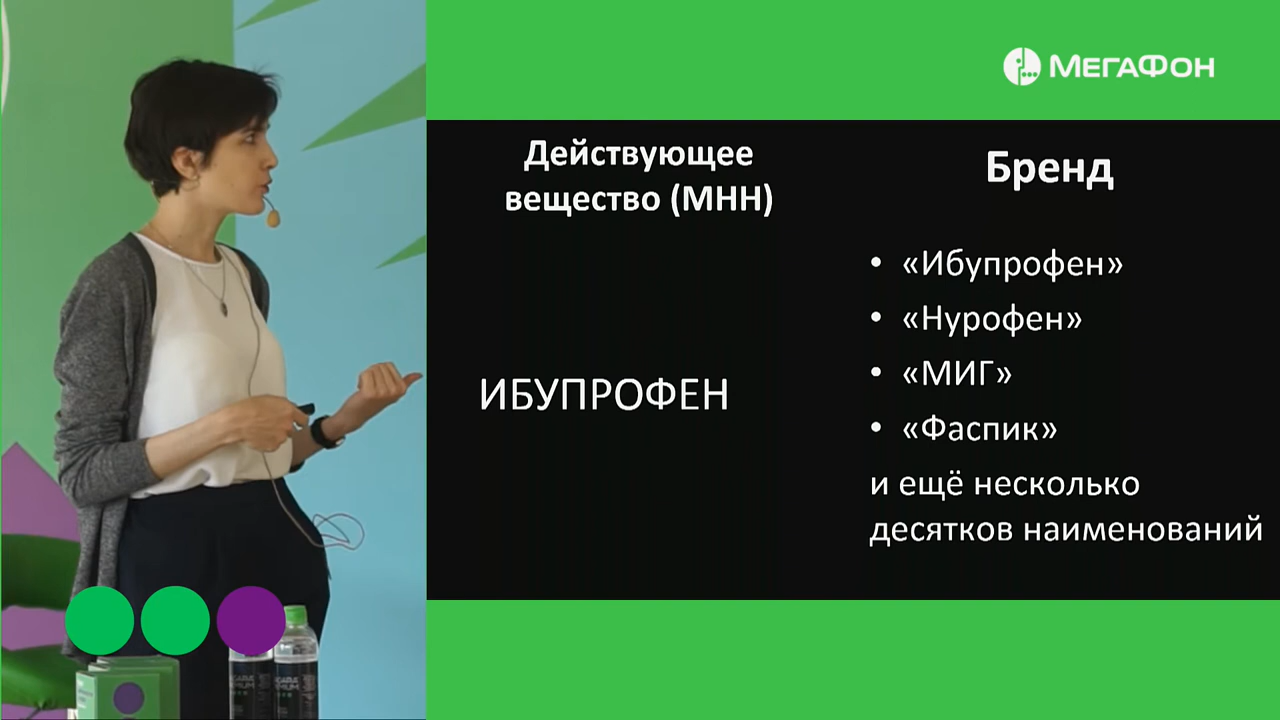 МЕГАФОН
Действующее
вещество (МНН)
Бренд
• «Ибупрофен»
• «Нурофен»
• «МИГ»
• «Фаспик»
и ещё несколько
десятков наименований
ИБУПРОФЕН